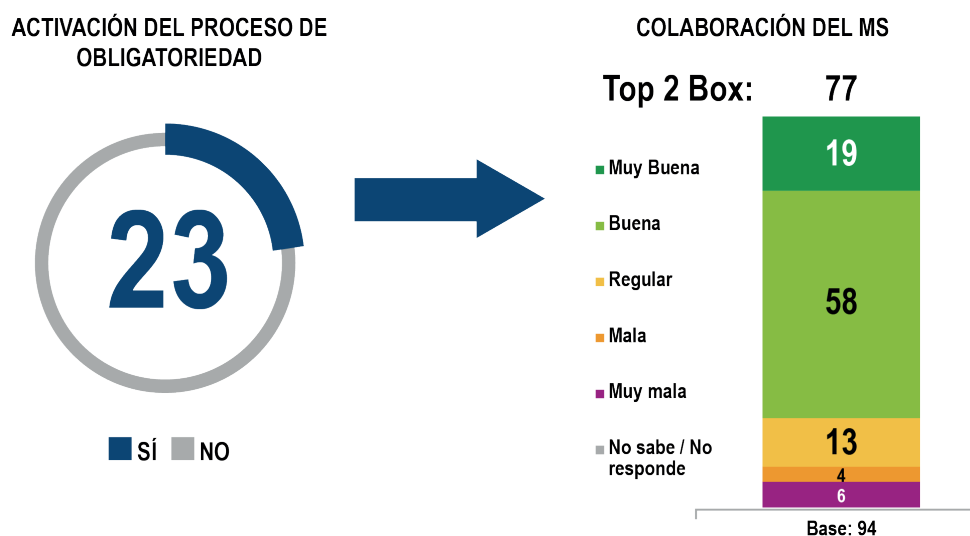 ACTIVACIÓN DEL PROCESO DE
OBLIGATORIEDAD
23
SÍ
NO
COLABORACIÓN DEL MS
Top 2 Box: 77
Muy Buena
Buena
Regular
Mala
Muy mala
No sabe / No
responde
19
58
13
4
6
Base: 94